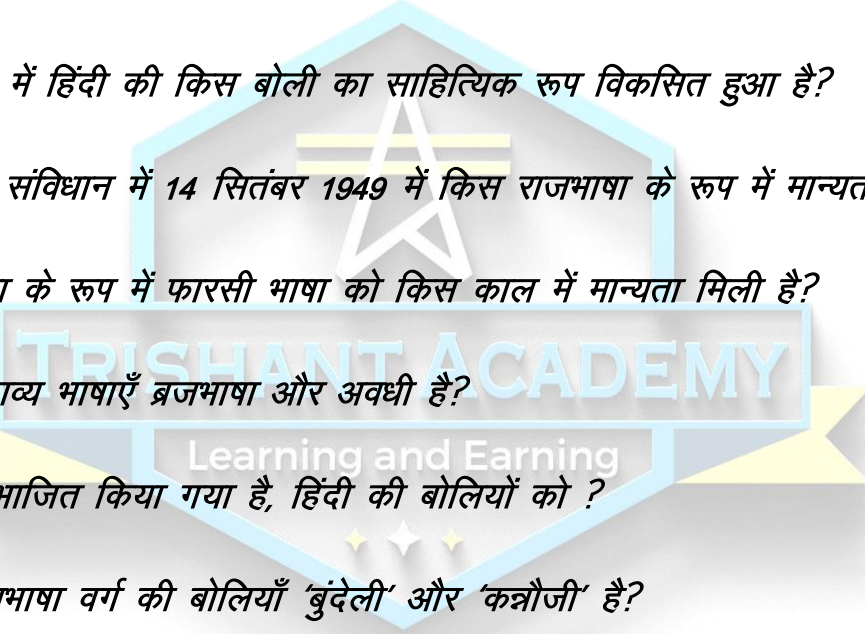 में हिंदी की किस बोली का साहित्यिक रूप विकसित हुआ है?
संविधान में 14 सितंबर 1949 में किस राजभाषा के रूप में
के रूप में फारसी भाषा को किस काल में मान्यता मिली है?
TRISHANT ACADEMY
भाषाएँ ब्रजभाषा और अवधी है?
Learning and Earning
किया गया है, हिंदी की बोलियों को ?
वर्ग की बोलियाँ ‘बुंदेली’ और ‘कन्नौजी’ है?